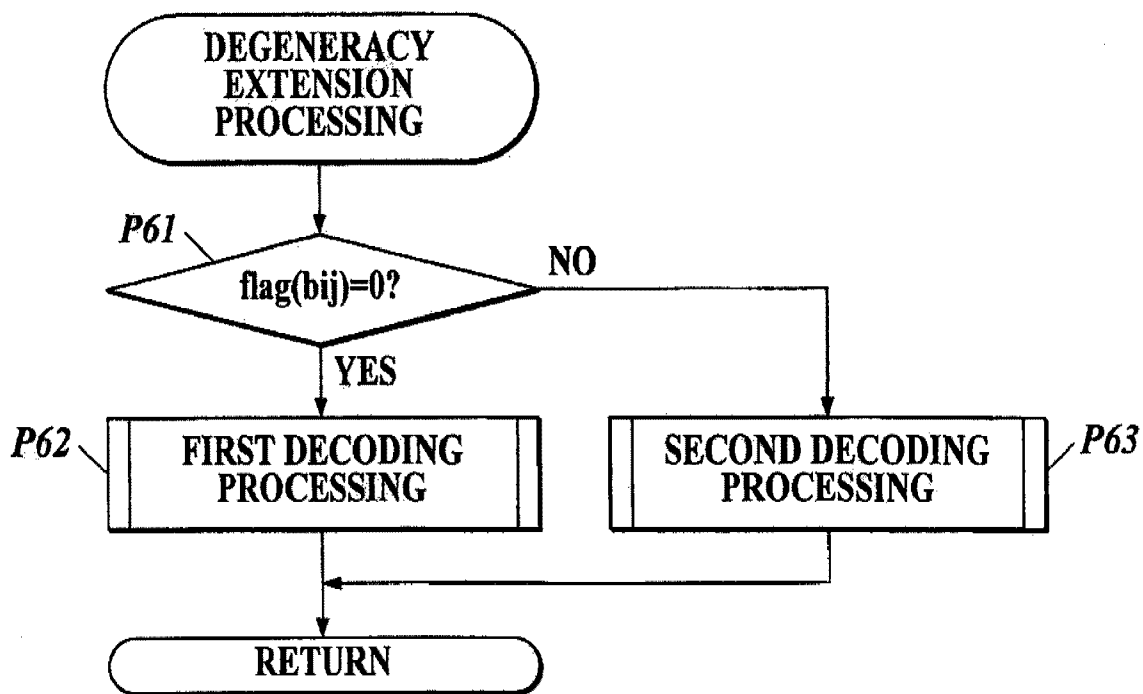 DEGENERACY
EXTENSION
PROCESSING
P61
flag(bij)=0?
NO
YES
P62
FIRST DECODING
PROCESSING
SECOND DECODING
PROCESSING
P63
RETURN